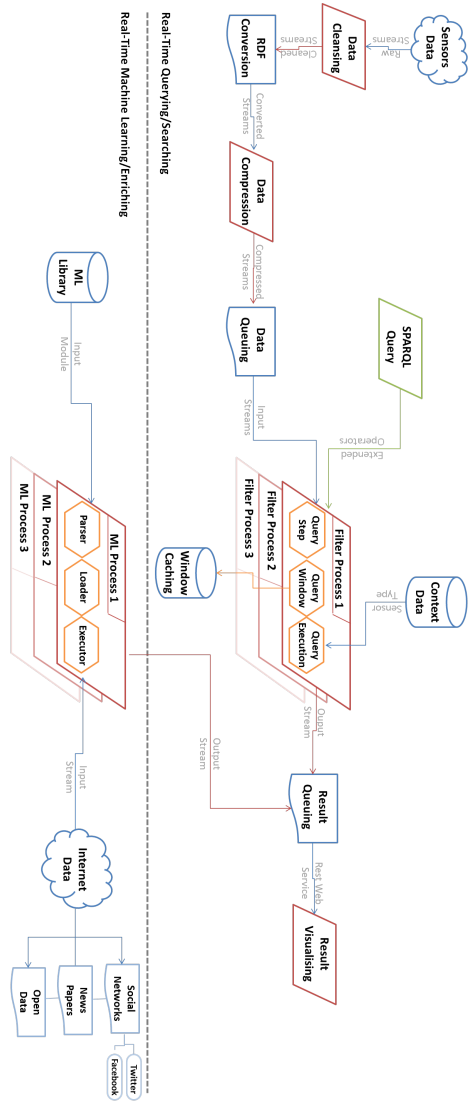 Sensors
Data
Raw
Streams
Data
Cleansing
Cleaned
Streams
RDF
Conversion
Converted
Streams
Data
Compression
Compressed
Streams
Data
Queuing
Input
Streams
SPARQL
Query
Extended
Operators
Context
Data
Sensor
Type
Filter Process 1
Query
Step
Query
Window
Query
Execution
Filter Process 2
Filter Process 3
Window
Caching
Ouput
Stream
Result
Queuing
Rest Web
Service
Result
Visualising
Real-Time Querying/Searching
Real-Time Machine Learning/Enriching
ML
Library
Input
Module
ML Process 1
Parser
Loader
Executor
ML Process 2
ML Process 3
Output
Stream
Input
Stream
Internet
Data
Social
Networks
News
Papers
Open
Data
Twitter
Facebook